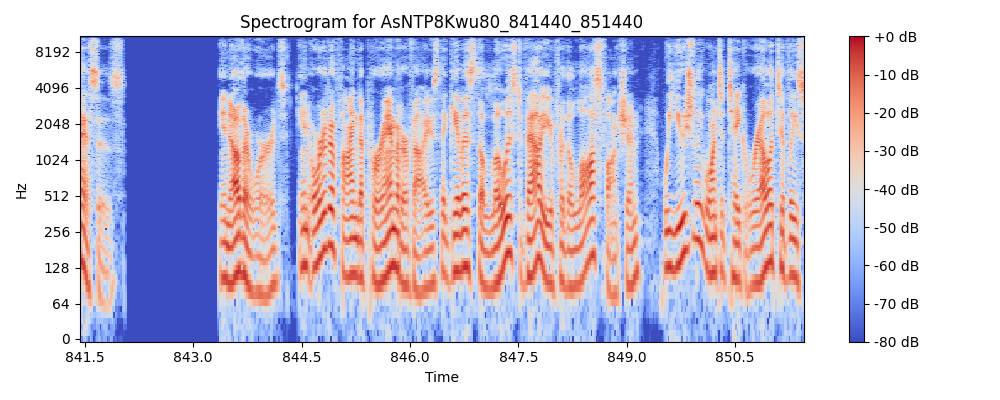 Spectrogram for AsNTP8Kwu80_841440_851440
8192
4096
2048
1024
512
256
128
64
0
Hz
841.5 843.0 844.5 846.0 847.5 849.0 850.5
Time
+0 dB
-10 dB
-20 dB
-30 dB
-40 dB
-50 dB
-60 dB
-70 dB
-80 dB